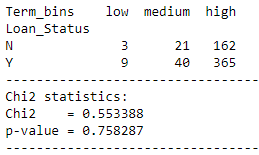 Term_bins low medium high
Loan_Status
N 3 21 162
Y 9 40 365
--------------------------------
Chi2 statistics:
Chi2 = 0.553388
p-value = 0.758287
--------------------------------